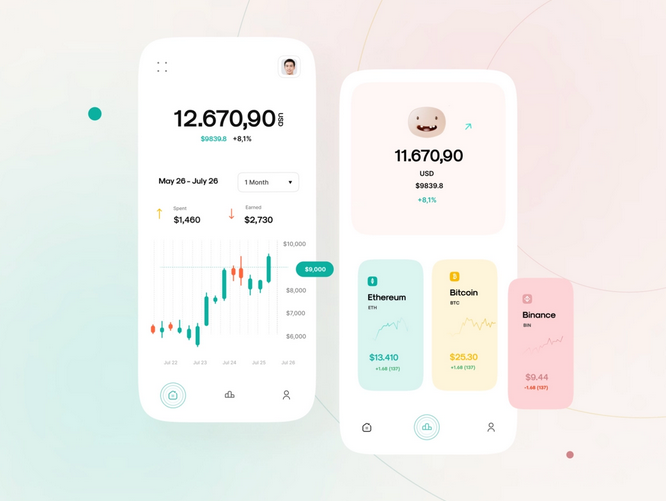 12.670,90 USD
$9839.8 +8,1%
May 26 - July 26
1 Month
Spent
$1,460
Earned
$2,730
$10,000
$9,000
$8,000
$7,000
$6,000
Jul 22 Jul 23 Jul 24 Jul 25 Jul 28
11.670,90
USD
$9839.8
+8,1%
Ethereum
ETH
$13.410
+1.68 (137)
Bitcoin
BTC
$25.30
+1.68 (137)
Binance
BIN
$9.44
-1.68 (137)